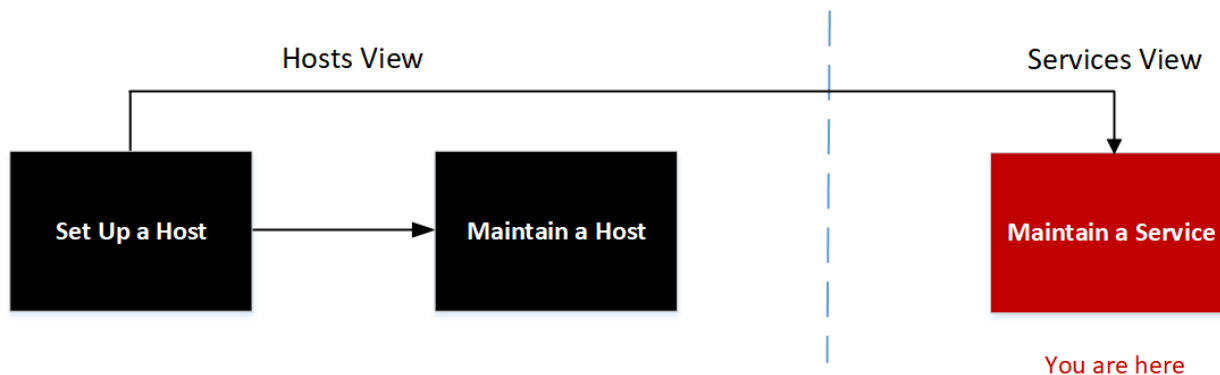 Hosts View
Services View
Set Up a Host
Maintain a Host
Maintain a Service
You are here